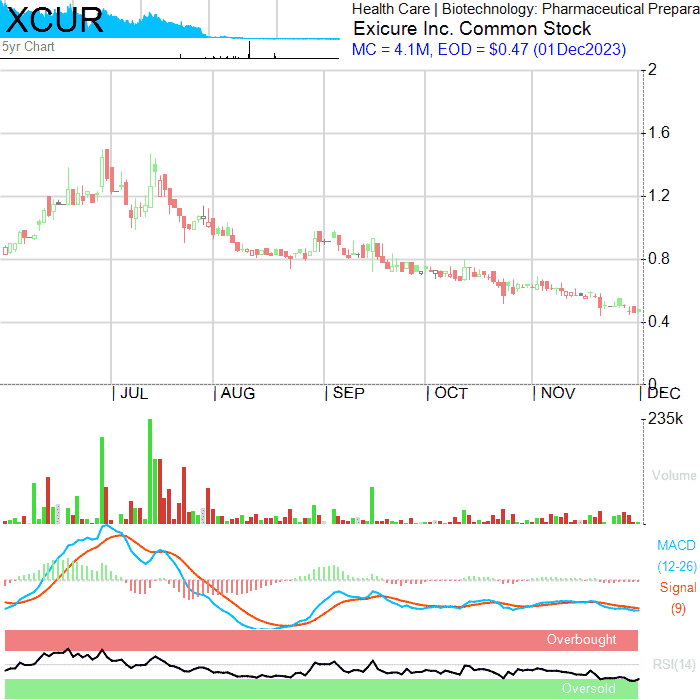 XCUR
5yr Chart
Health Care | Biotechnology: Pharmaceutical Prepara
Exicure Inc. Common Stock
MC = 4.1M, EOD = $0.47 (01Dec2023)
2
1.6
1.2
0.8
0.4
0
JUL AUG SEP OCT NOV DEC
235k
Volume
MACD
(12-26)
Signal
(9)
Overbought
RSI(14)
Oversold